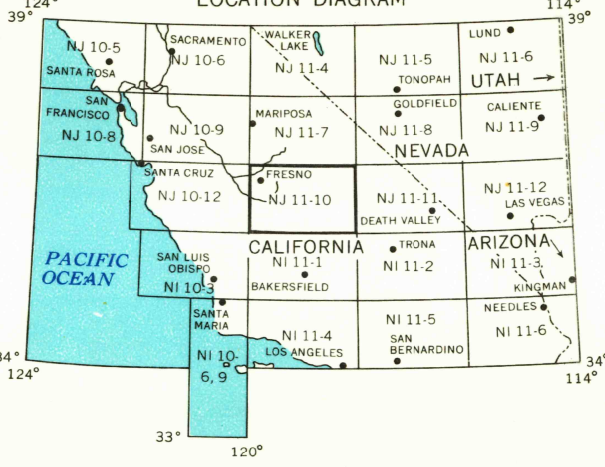 LOCATION DIAGRAM
124°
114°
39°
39°
NJ 10-5
SANTA ROSA
SACRAMENTO
NJ 10-6
WALKER
LAKE
NJ 11-4
NJ 11-5
TONOPAH
LUND
NJ 11-6
UTAH
SAN
FRANCISCO
NJ 10-8
NJ 10-9
SAN JOSE
MARIPOSA
NJ 11-7
GOLDFIELD
NJ 11-8
CALIENTE
NJ 11-9
NEVADA
SANTA CRUZ
NJ 10-12
FRESNO
NJ 11-10
NJ 11-11
DEATH VALLEY
NJ 11-12
LAS VEGAS
PACIFIC
OCEAN
CALIFORNIA
ARIZONA
SAN LUIS
OBISPO
NI 10-3
NI 11-1
BAKERSFIELD
TRONA
NI 11-2
NI 11-3
KINGMAN
SANTA
MARIA
NI 10-
6, 9
NI 11-4
LOS ANGELES
NI 11-5
SAN
BERNARDINO
NEEDLES
NI 11-6
34°
34°
124°
114°
33°
120°